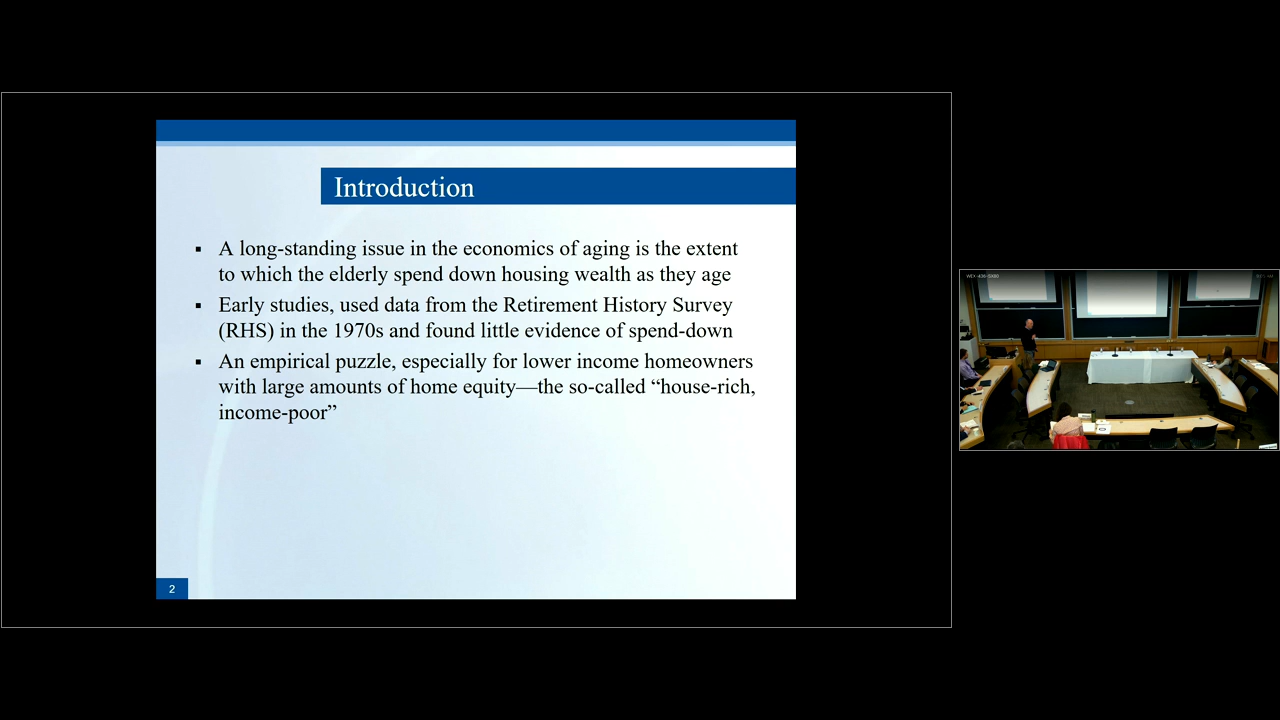 Introduction
▪ A long-standing issue in the economics of aging is the extent
to which the elderly spend down housing wealth as they age
▪ Early studies, used data from the Retirement History Survey
(RHS) in the 1970s and found little evidence of spend-down
▪ An empirical puzzle, especially for lower income homeowners
with large amounts of home equity—the so-called “house-rich,
income-poor”
2